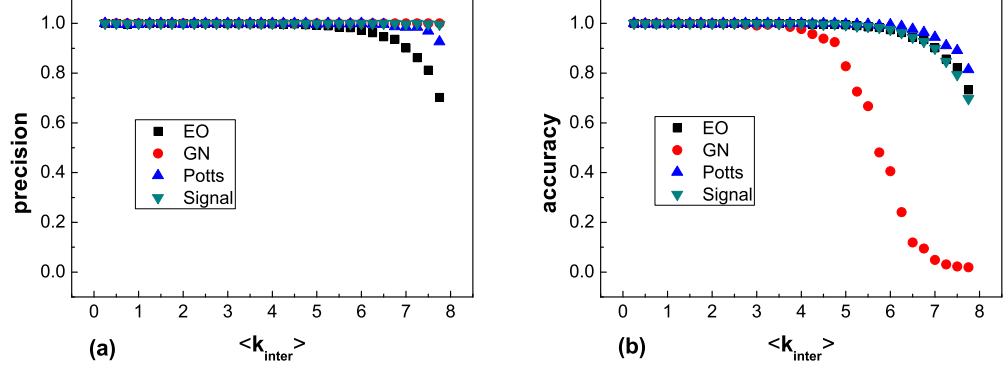 precision
1.0
0.8
0.6
0.4
0.2
0.0
EO
GN
Potts
Signal
0 1 2 3 4 5 6 7 8
(a)
<k_inter>
accuracy
1.0
0.8
0.6
0.4
0.2
0.0
EO
GN
Potts
Signal
0 1 2 3 4 5 6 7 8
(b)
<k_inter>